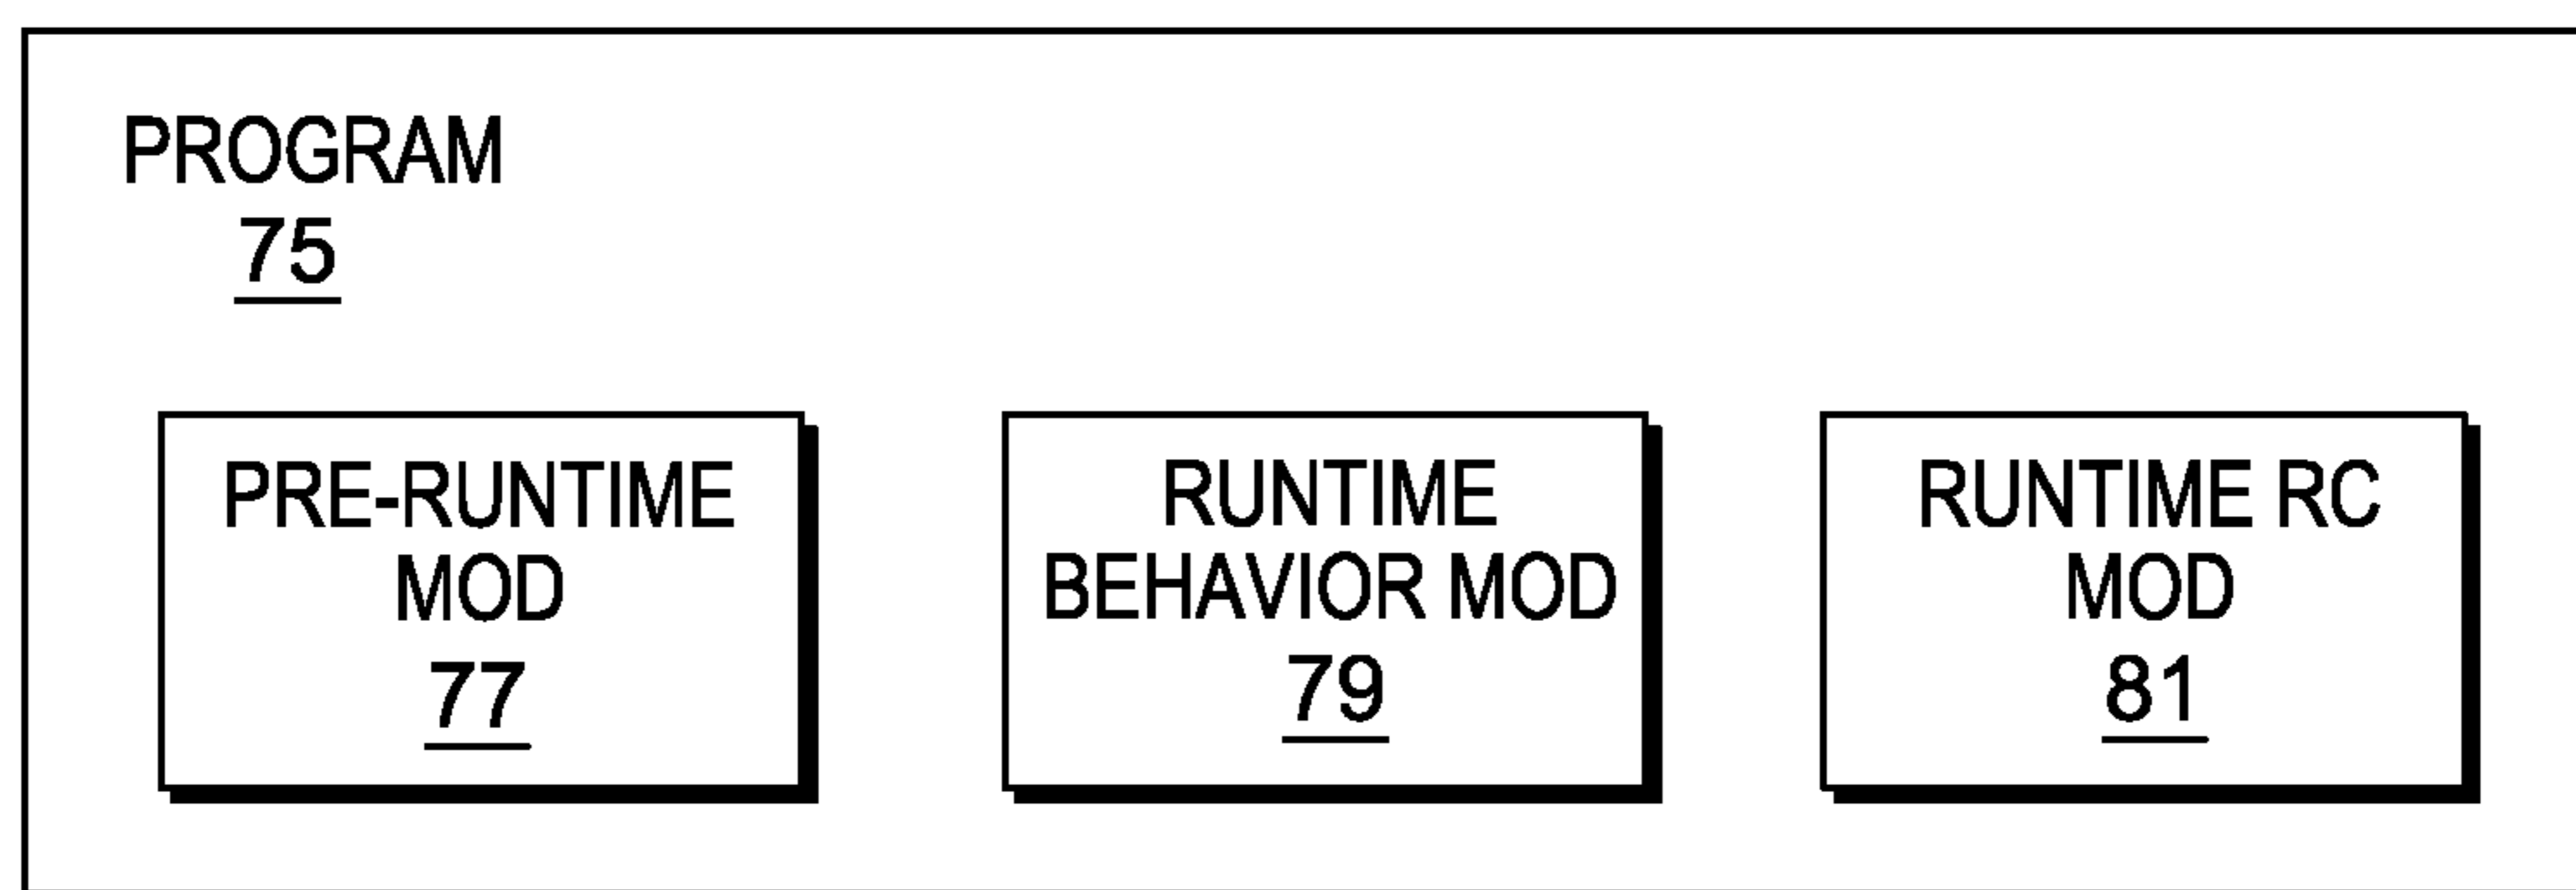 PROGRAM
75
PRE-RUNTIME
MOD
77
RUNTIME
BEHAVIOR MOD
79
RUNTIME RC
MOD
81